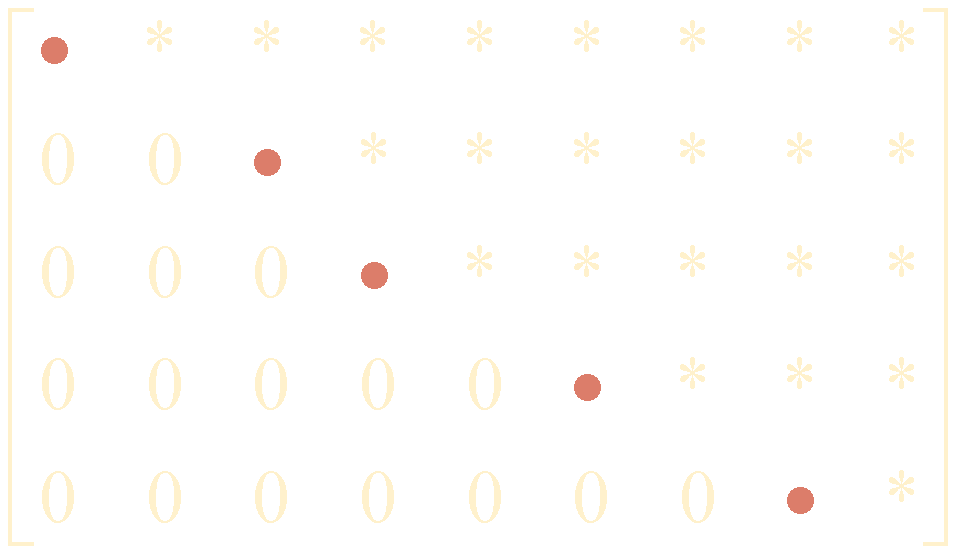 [● * * * * * * * *
0 0 ● * * * * * *
0 0 0 ● * * * * *
0 0 0 0 0 ● * * *
0 0 0 0 0 0 0 ● *]